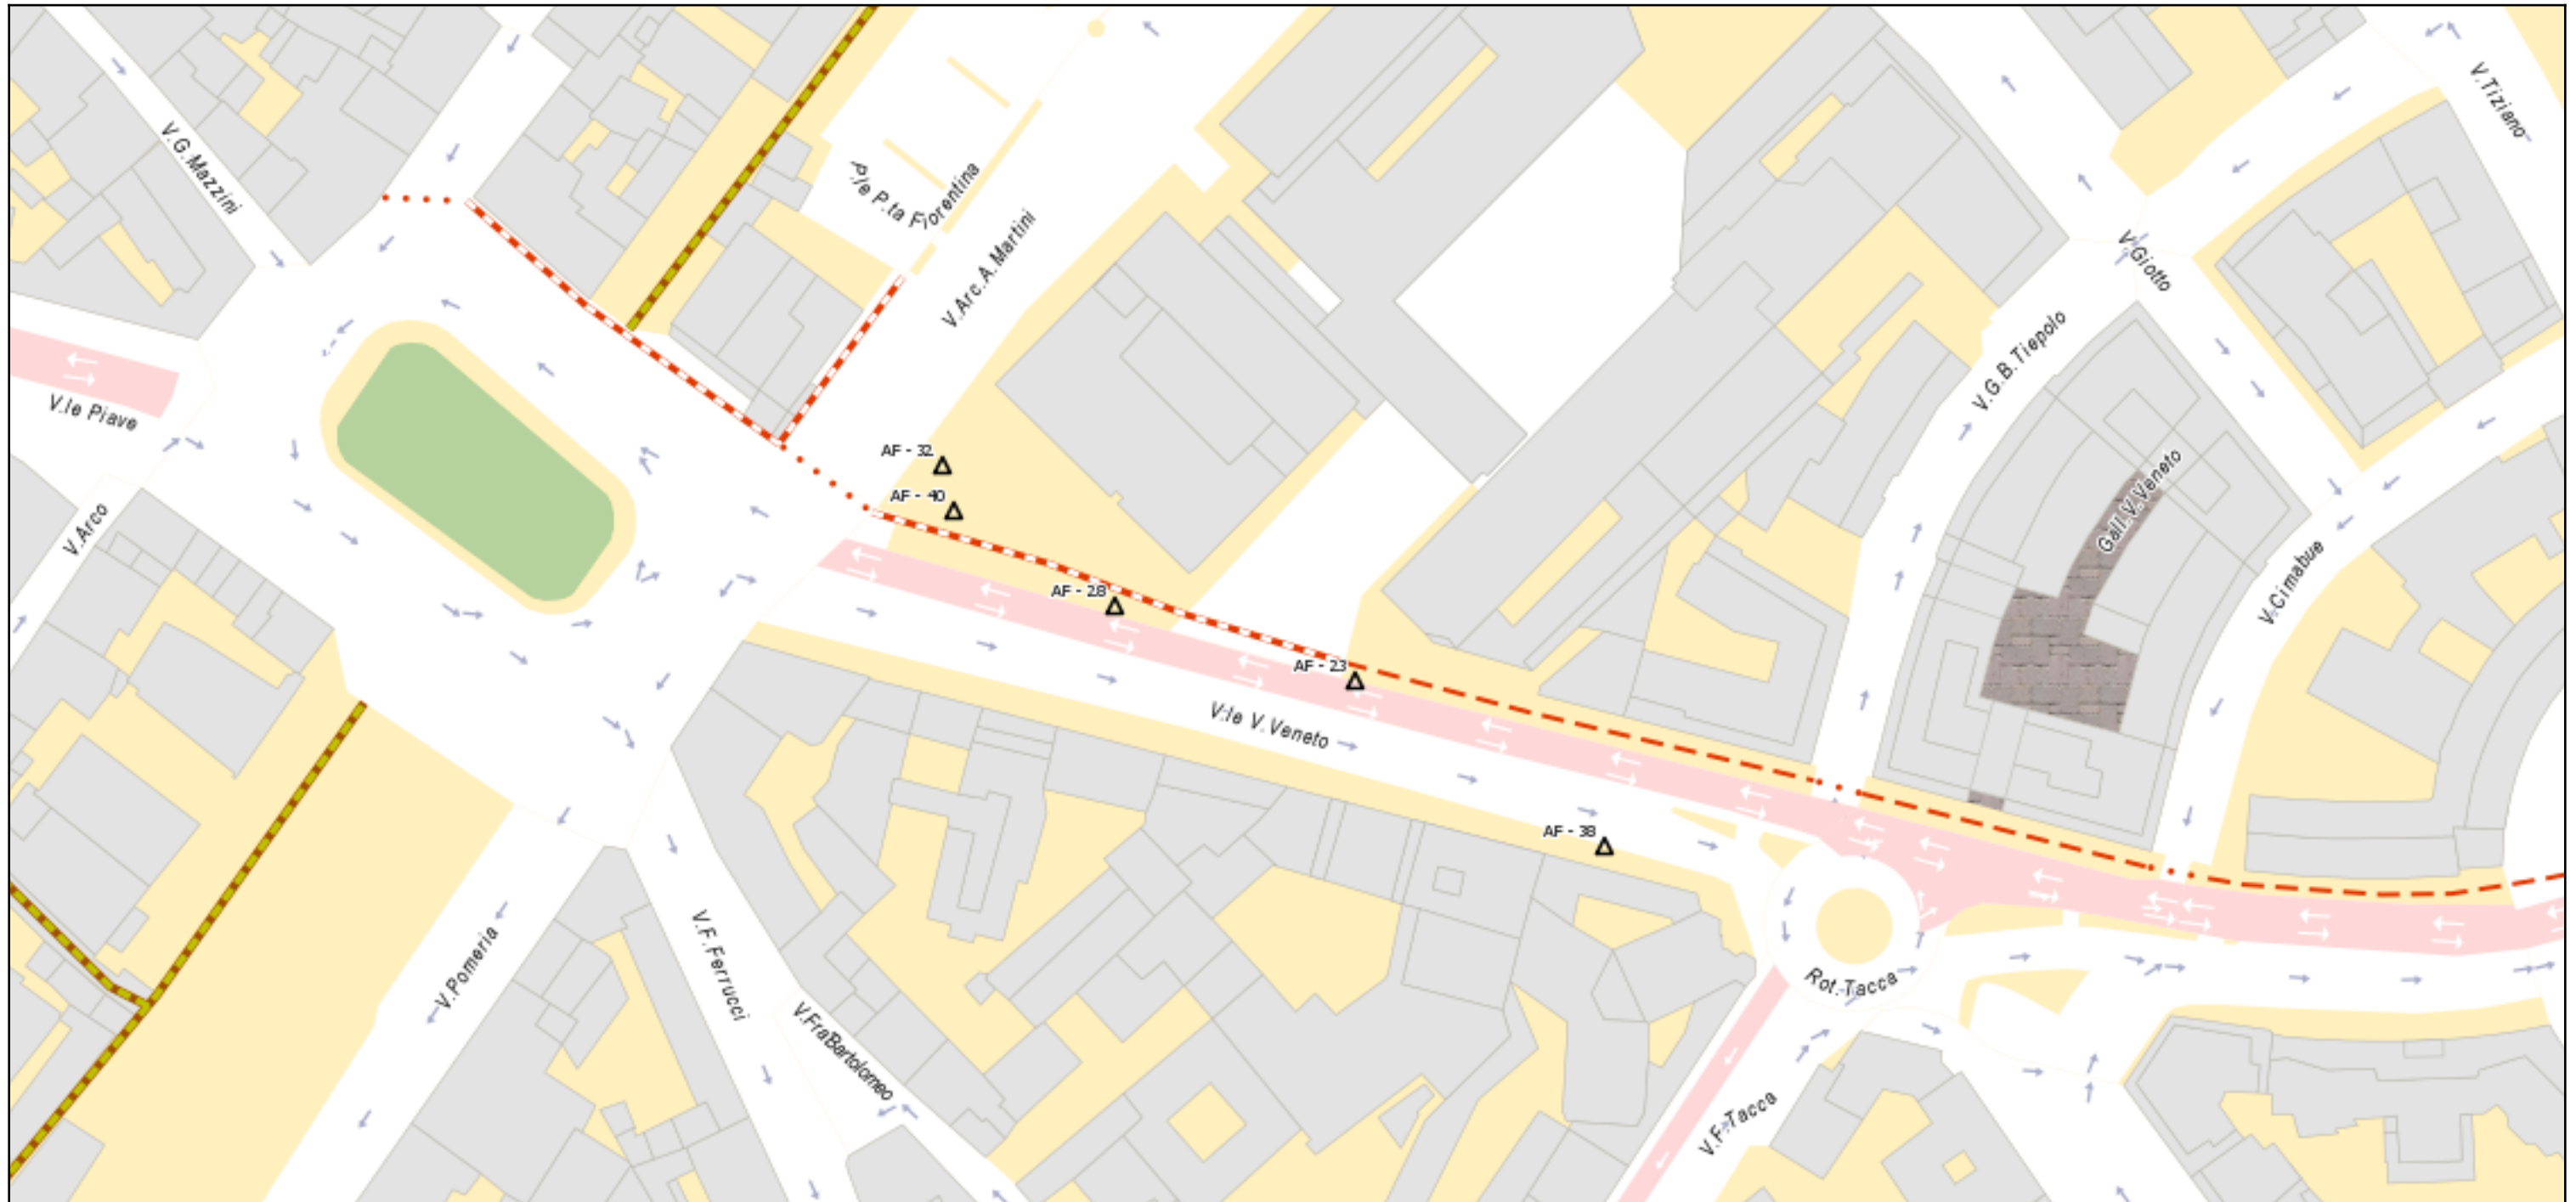 V.Tiziano
V.G.Mazzini
P.le P.ta Fiorentina
V.Arc.A.Martini
V.Giotto
V.G.B.Tiepolo
V.le Piave
AF - 32
AF - 40
Gall.V.Veneto
V.Arco
V.Cimabue
AF - 28
AF - 23
V.le V.Veneto
AF - 38
V.Pomeria
V.F.Ferrucci
Rot.Tacca
V.FraBartolomeo
V.F.Tacca